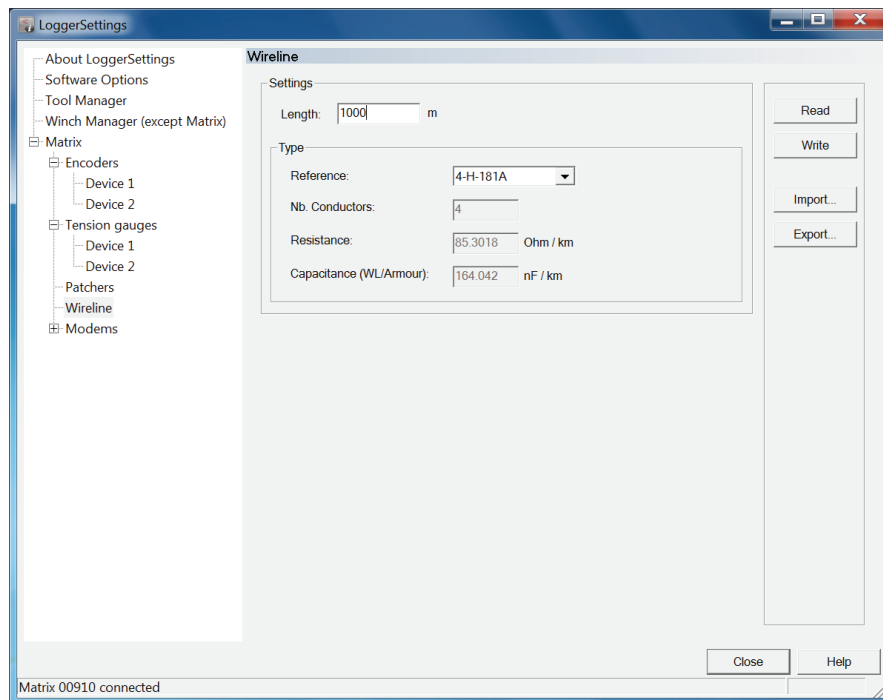 LoggerSettings
About LoggerSettings
Software Options
Tool Manager
Winch Manager (except Matrix)
Matrix
Encoders
Device 1
Device 2
Tension gauges
Device 1
Device 2
Patchers
Wireline
Modems
Wireline
Settings
Length: 1000 m
Type
Reference: 4-H-181A
Nb. Conductors: 4
Resistance: 85.3018 Ohm / km
Capacitance (WL/Armour): 164.042 nF / km
Read
Write
Import...
Export...
Close Help
Matrix 00910 connected